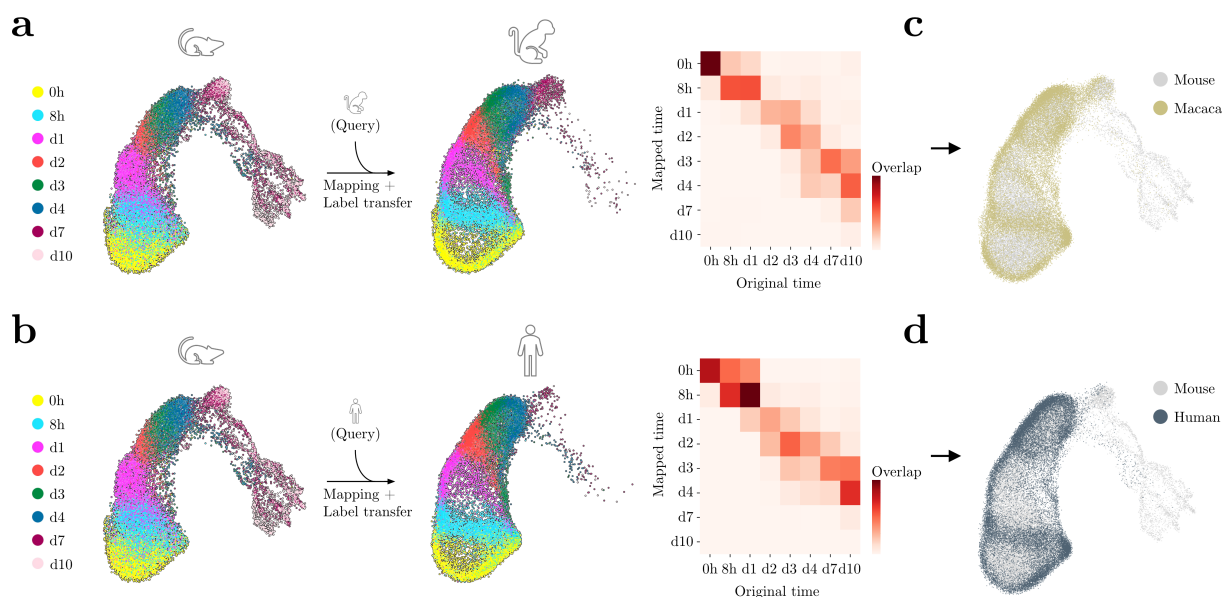 a
0h
8h
d1
d2
d3
d4
d7
d10
(Query)
Mapping +
Label transfer
Mapped time
0h
8h
d1
d2
d3
d4
d7
d10
0h 8h d1 d2 d3 d4 d7 d10
Original time
Overlap
c
Mouse
Macaca
b
0h
8h
d1
d2
d3
d4
d7
d10
(Query)
Mapping +
Label transfer
Mapped time
0h
8h
d1
d2
d3
d4
d7
d10
0h 8h d1 d2 d3 d4 d7 d10
Original time
Overlap
d
Mouse
Human